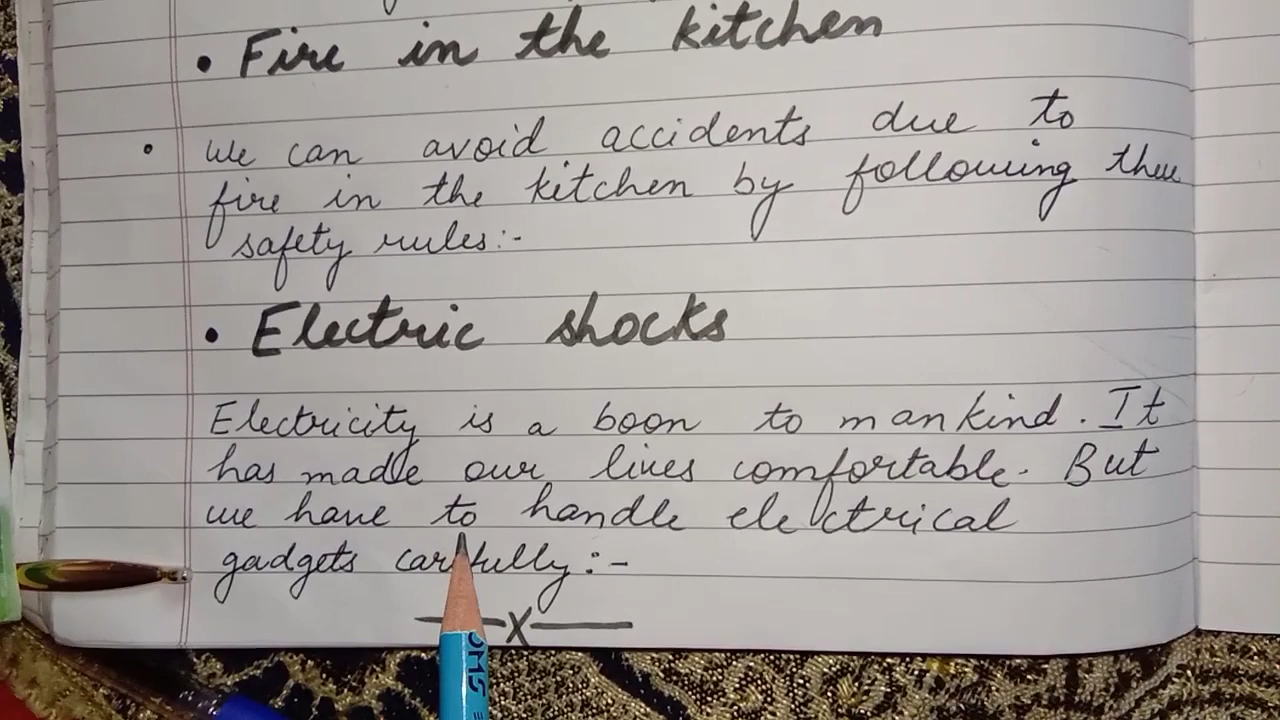 • Fire in the kitchen
• We can avoid accidents due to
fire in the kitchen by following these
safety rules:-
• Electric shocks
Electricity is a boon to mankind. It
has made our lives comfortable. But
we have to handle electrical
gadgets carefully:-
—x—
OMS